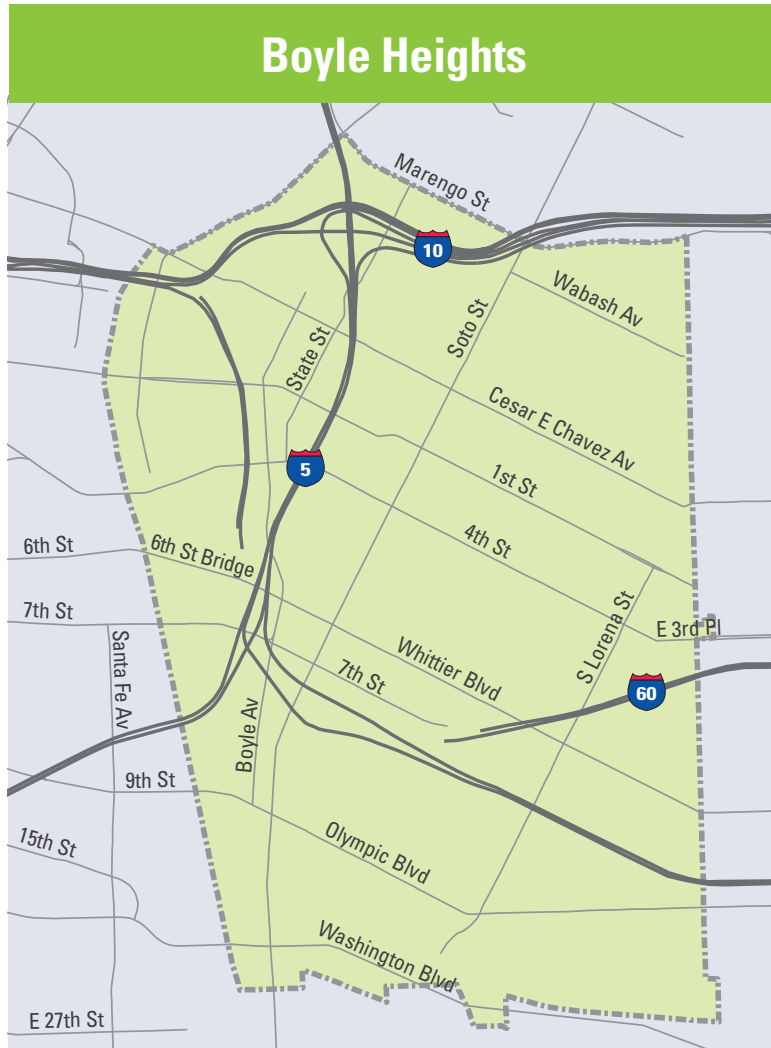 Boyle Heights
Marengo St
10
Wabash Av
Soto St
State St
Cesar E Chavez Av
5
1st St
4th St
6th St
6th St Bridge
7th St
E 3rd Pl
Santa Fe Av
Whittier Blvd
S Lorena St
7th St
60
Boyle Av
9th St
15th St
Olympic Blvd
Washington Blvd
E 27th St